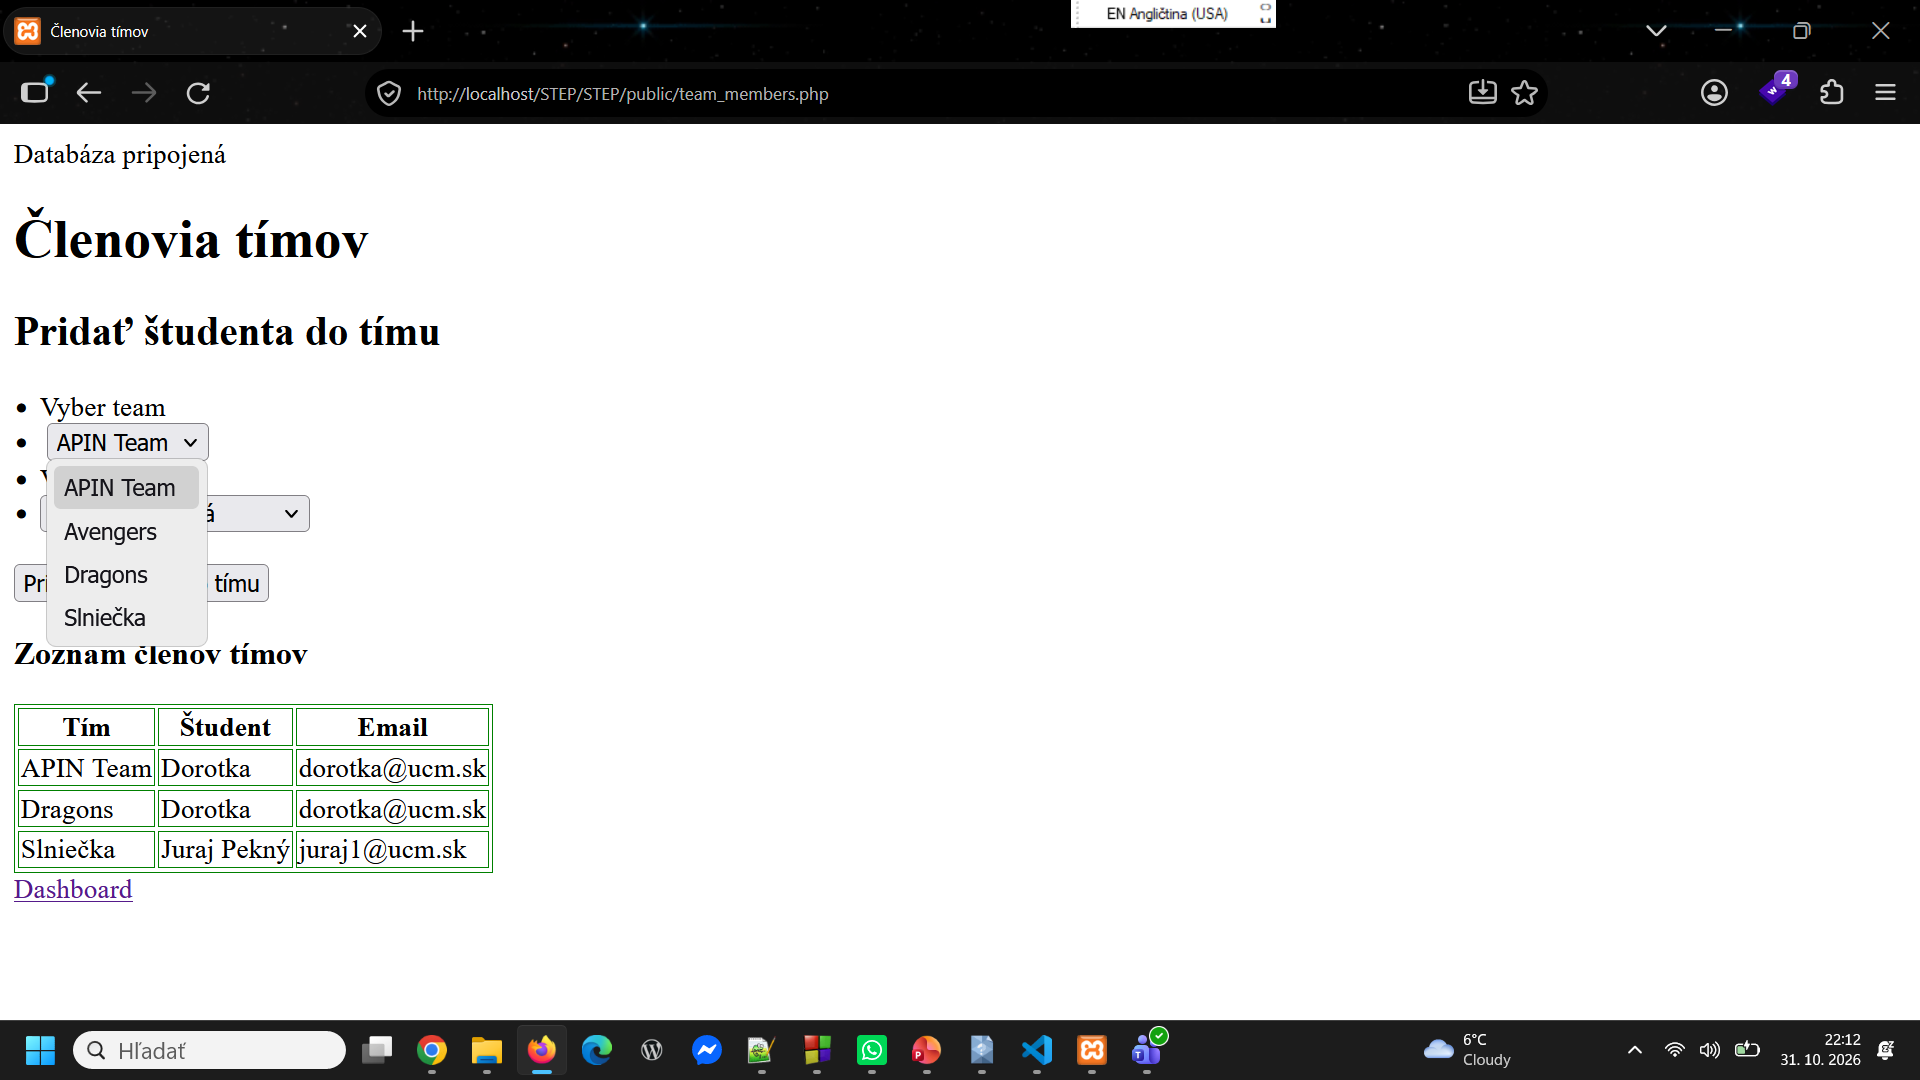 Členovia tímov
EN Angličtina (USA)
http://localhost/STEP/STEP/public/team_members.php
4
Databáza pripojená
Členovia tímov
Pridať študenta do tímu
Vyber team
APIN Team
APIN Team
Avengers
Dragons
Slniečka
á
Pri
tímu
Zoznam členov tímov
Tím Študent Email
APIN Team Dorotka dorotka@ucm.sk
Dragons Dorotka dorotka@ucm.sk
Slniečka Juraj Pekný juraj1@ucm.sk
Dashboard
Hľadať
6°C
Cloudy
22:12
31. 10. 2026